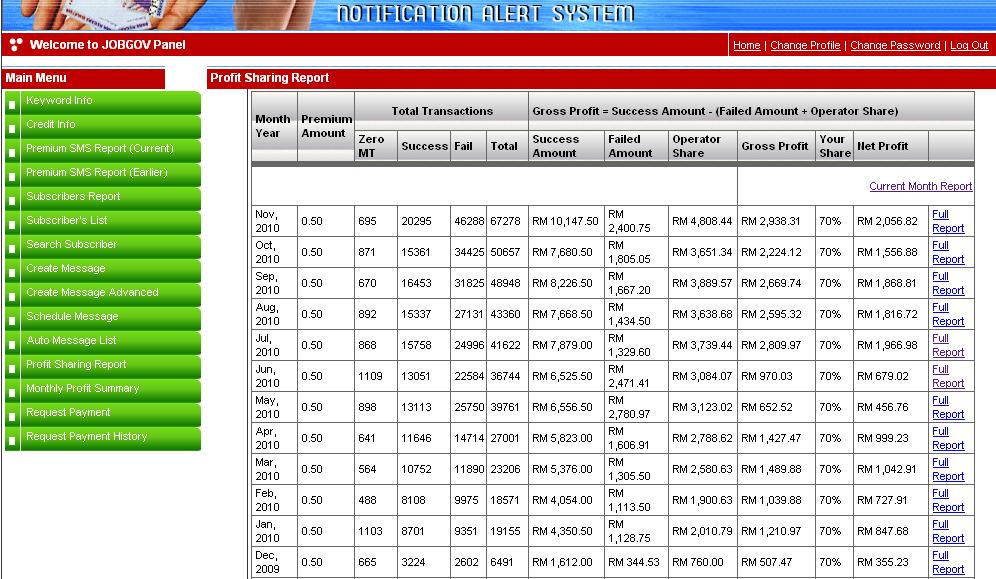 NOTIFICATION ALERT SYSTEM
Welcome to JOBGOV Panel
Home | Change Profile | Change Password | Log Out
Main Menu
Keyword Info
Credit Info
Premium SMS Report (Current)
Premium SMS Report (Earlier)
Subscribers Report
Subscriber's List
Search Subscriber
Create Message
Create Message Advanced
Schedule Message
Auto Message List
Profit Sharing Report
Monthly Profit Summary
Request Payment
Request Payment History
Profit Sharing Report
Month Year Premium Amount Total Transactions Gross Profit = Success Amount - (Failed Amount + Operator Share)
Zero MT Success Fail Total Success Amount Failed Amount Operator Share Gross Profit Your Share Net Profit
Current Month Report
Nov, 2010 0.50 695 20295 46288 67278 RM 10,147.50 RM 2,400.75 RM 4,808.44 RM 2,938.31 70% RM 2,056.82 Full Report
Oct, 2010 0.50 871 15361 34425 50657 RM 7,680.50 RM 1,805.05 RM 3,651.34 RM 2,224.12 70% RM 1,556.88 Full Report
Sep, 2010 0.50 670 16453 31825 48948 RM 8,226.50 RM 1,667.20 RM 3,889.57 RM 2,669.74 70% RM 1,868.81 Full Report
Aug, 2010 0.50 892 15337 27131 43360 RM 7,668.50 RM 1,434.50 RM 3,638.68 RM 2,595.32 70% RM 1,816.72 Full Report
Jul, 2010 0.50 868 15758 24996 41622 RM 7,879.00 RM 1,329.60 RM 3,739.44 RM 2,809.97 70% RM 1,966.98 Full Report
Jun, 2010 0.50 1109 13051 22584 36744 RM 6,525.50 RM 2,471.41 RM 3,084.07 RM 970.03 70% RM 679.02 Full Report
May, 2010 0.50 898 13113 25750 39761 RM 6,556.50 RM 2,780.97 RM 3,123.02 RM 652.52 70% RM 456.76 Full Report
Apr, 2010 0.50 641 11646 14714 27001 RM 5,823.00 RM 1,606.91 RM 2,788.62 RM 1,427.47 70% RM 999.23 Full Report
Mar, 2010 0.50 564 10752 11890 23206 RM 5,376.00 RM 1,305.50 RM 2,580.63 RM 1,489.88 70% RM 1,042.91 Full Report
Feb, 2010 0.50 488 8108 9975 18571 RM 4,054.00 RM 1,113.50 RM 1,900.63 RM 1,039.88 70% RM 727.91 Full Report
Jan, 2010 0.50 1103 8701 9351 19155 RM 4,350.50 RM 1,128.75 RM 2,010.79 RM 1,210.97 70% RM 847.68 Full Report
Dec, 2009 0.50 665 3224 2602 6491 RM 1,612.00 RM 344.53 RM 760.00 RM 507.47 70% RM 355.23 Full Report